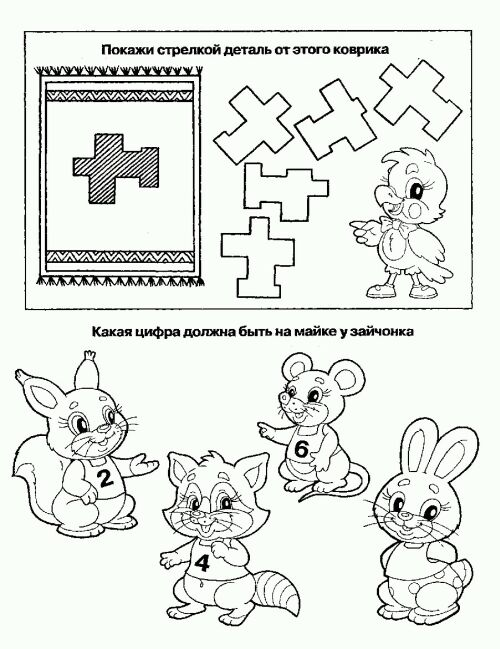 Покажи стрелкой деталь от этого коврика
Какая цифра должна быть на майке у зайчонка
6
2
4